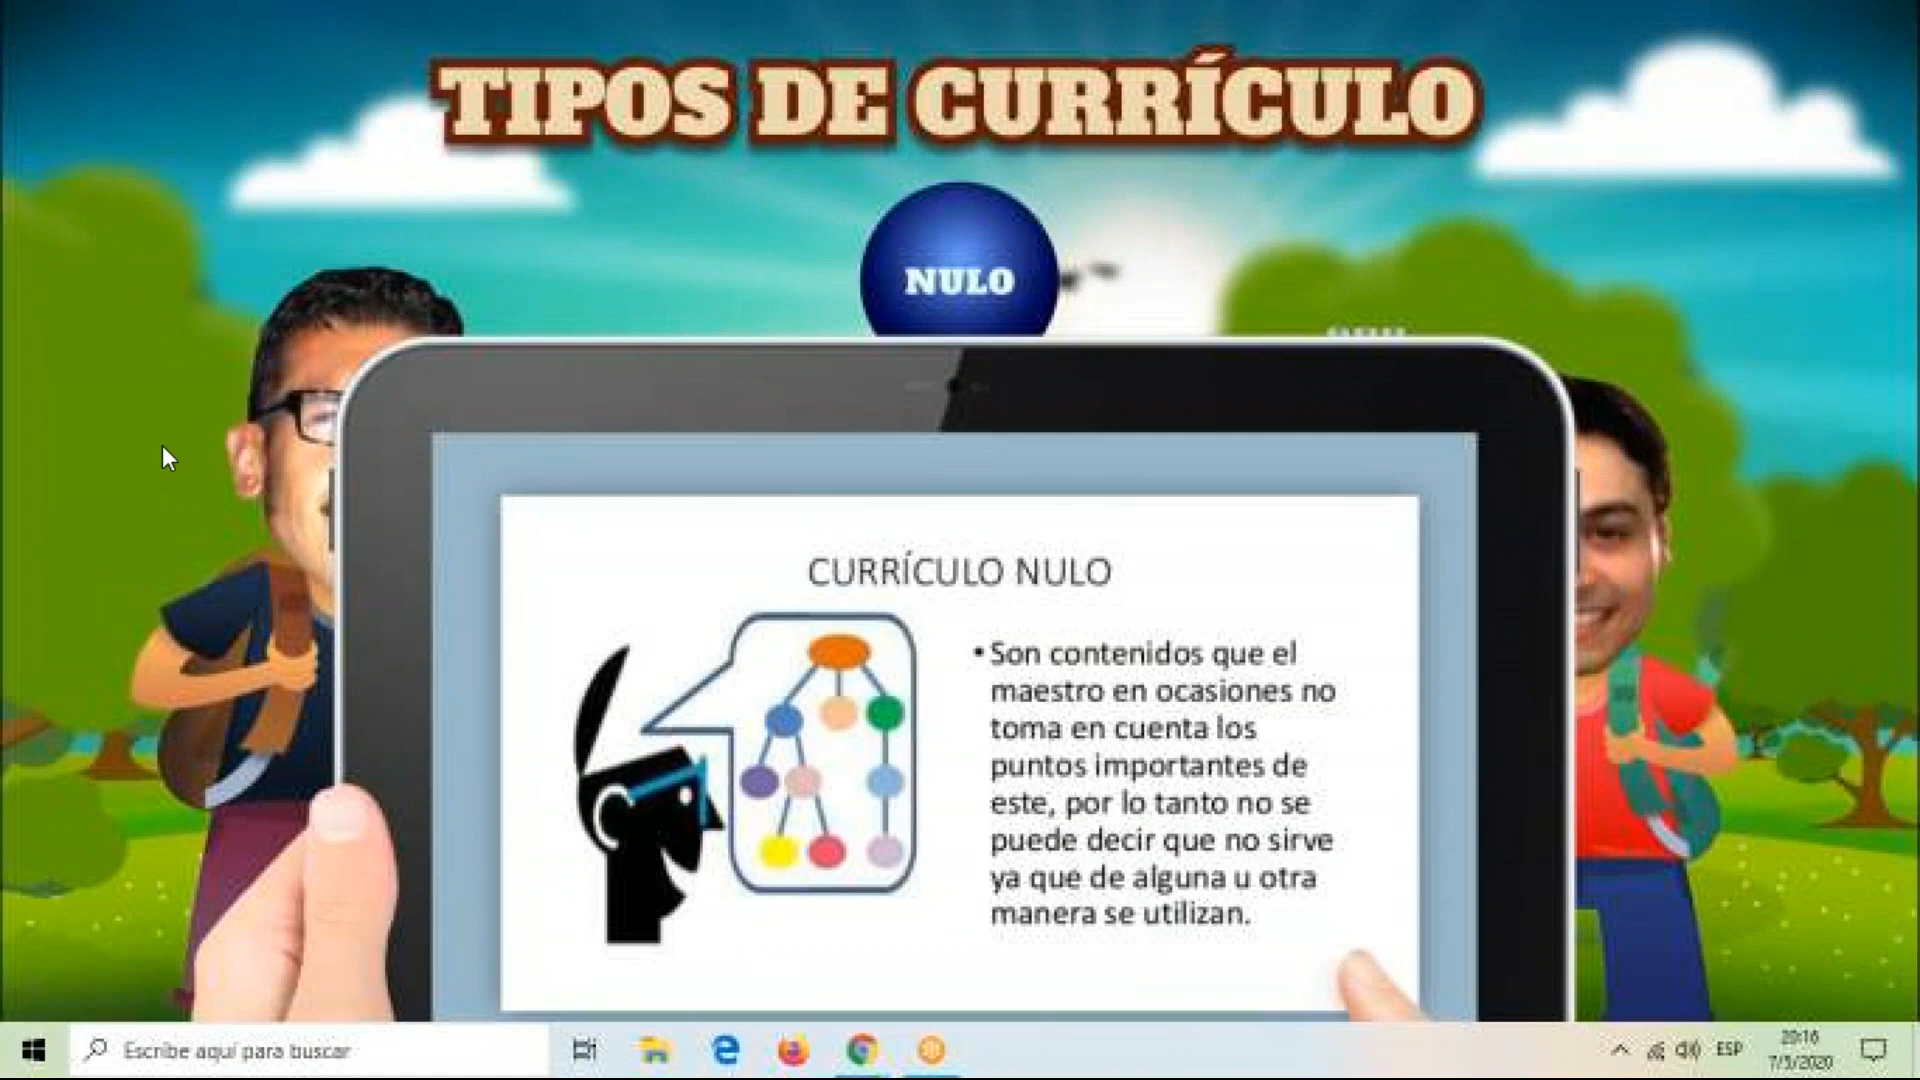 TIPOS DE CURRÍCULO
NULO
CURRÍCULO NULO
• Son contenidos que el
maestro en ocasiones no
toma en cuenta los
puntos importantes de
este, por lo tanto no se
puede decir que no sirve
ya que de alguna u otra
manera se utilizan.
Escribe aquí para buscar
ESP
20:16
7/5/2020